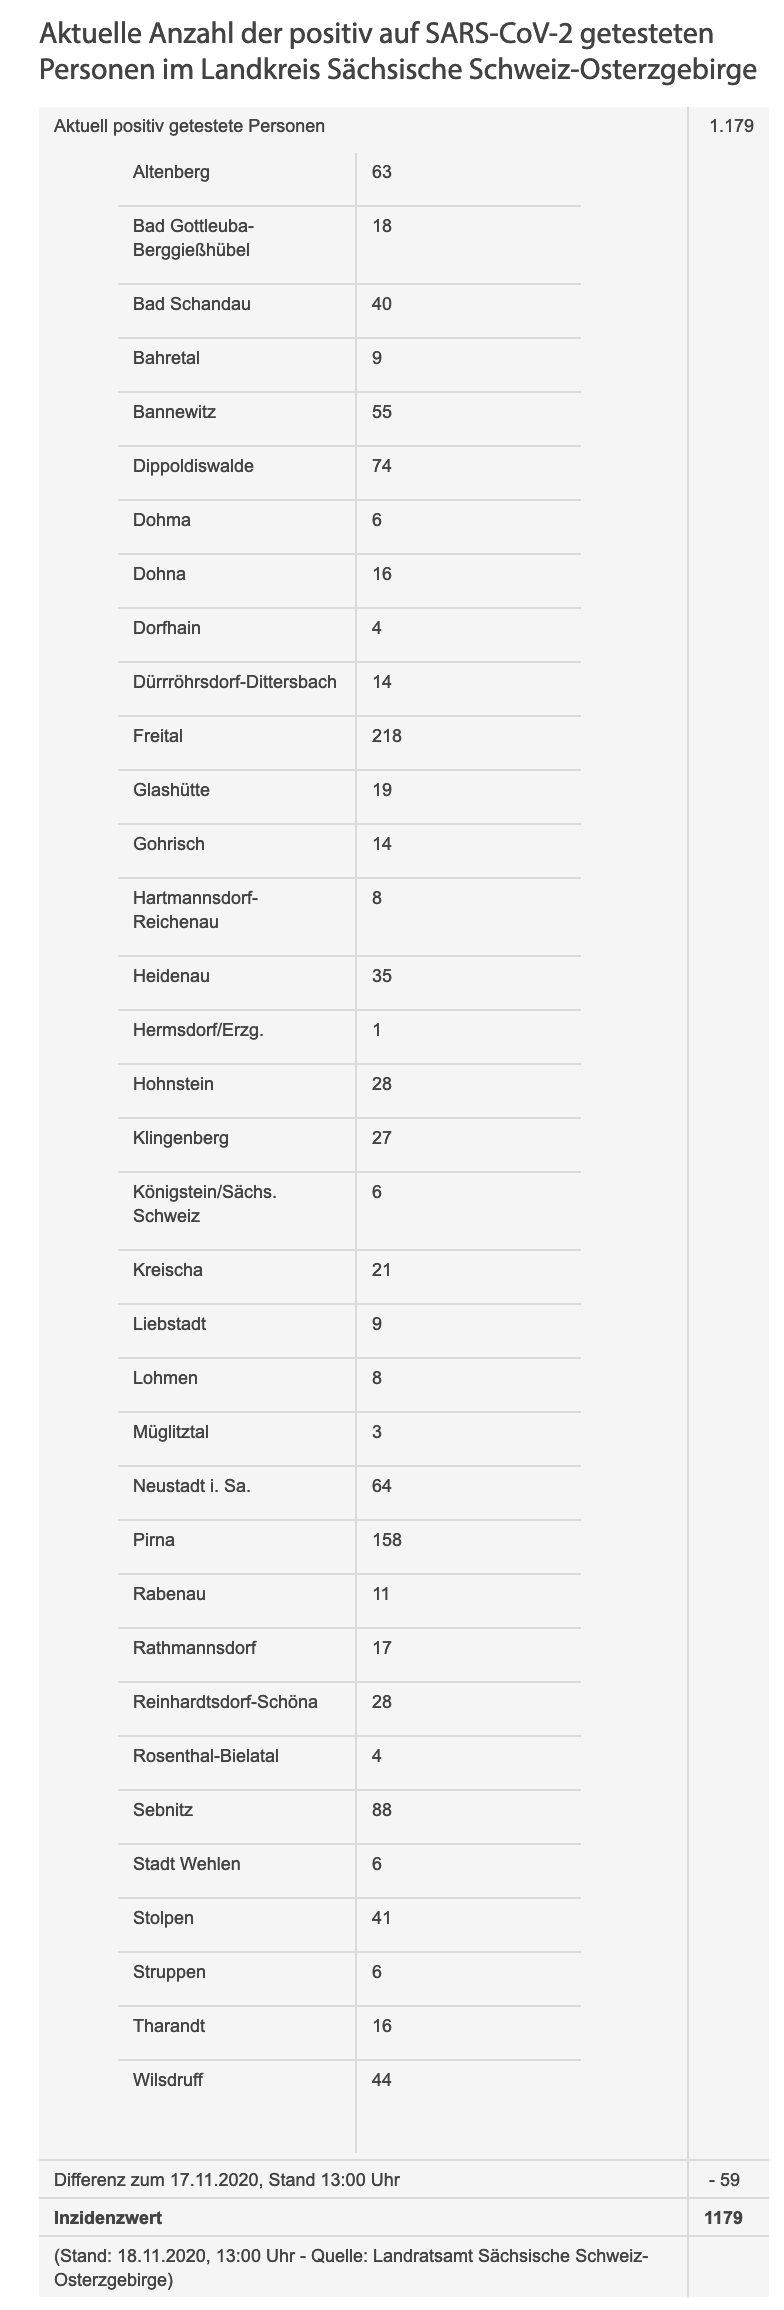 Aktuelle Anzahl der positiv auf SARS-CoV-2 getesteten
Personen im Landkreis Sächsische Schweiz-Osterzgebirge
Aktuell positiv getestete Personen 1.179
Altenberg 63
Bad Gottleuba- 18
Berggießhübel
Bad Schandau 40
Bahretal 9
Bannewitz 55
Dippoldiswalde 74
Dohma 6
Dohna 16
Dorfhain 4
Dürrröhrsdorf-Dittersbach 14
Freital 218
Glashütte 19
Gohrisch 14
Hartmannsdorf- 8
Reichenau
Heidenau 35
Hermsdorf/Erzg. 1
Hohnstein 28
Klingenberg 27
Königstein/Sächs. 6
Schweiz
Kreischa 21
Liebstadt 9
Lohmen 8
Müglitztal 3
Neustadt i. Sa. 64
Pirna 158
Rabenau 11
Rathmannsdorf 17
Reinhardtsdorf-Schöna 28
Rosenthal-Bielatal 4
Sebnitz 88
Stadt Wehlen 6
Stolpen 41
Struppen 6
Tharandt 16
Wilsdruff 44
Differenz zum 17.11.2020, Stand 13:00 Uhr - 59
Inzidenzwert 1179
(Stand: 18.11.2020, 13:00 Uhr - Quelle: Landratsamt Sächsische Schweiz-
Osterzgebirge)